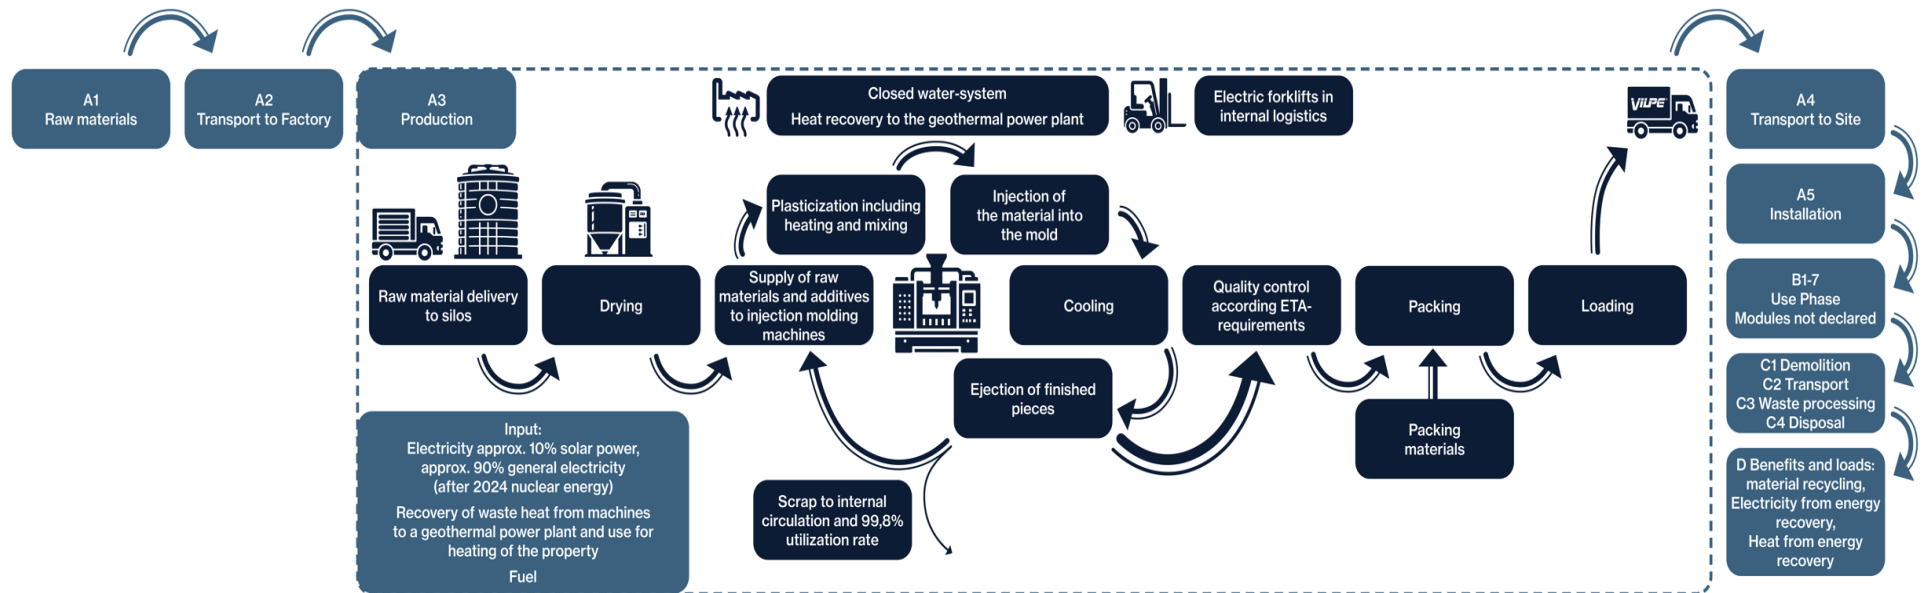 A1
Raw materials
A2
Transport to Factory
A3
Production
Closed water-system
Heat recovery to the geothermal power plant
Electric forklifts in
internal logistics
VILPE
A4
Transport to Site
Plasticization including
heating and mixing
Injection of
the material into
the mold
A5
Installation
Raw material delivery
to silos
Drying
Supply of raw
materials and additives
to injection molding
machines
Cooling
Quality control
according ETA-
requirements
Packing
Loading
B1-7
Use Phase
Modules not declared
Ejection of finished
pieces
C1 Demolition
C2 Transport
C3 Waste processing
C4 Disposal
Packing
materials
Input:
Electricity approx. 10% solar power,
approx. 90% general electricity
(after 2024 nuclear energy)
Recovery of waste heat from machines
to a geothermal power plant and use for
heating of the property
Fuel
Scrap to internal
circulation and 99,8%
utilization rate
D Benefits and loads:
material recycling,
Electricity from energy
recovery,
Heat from energy
recovery